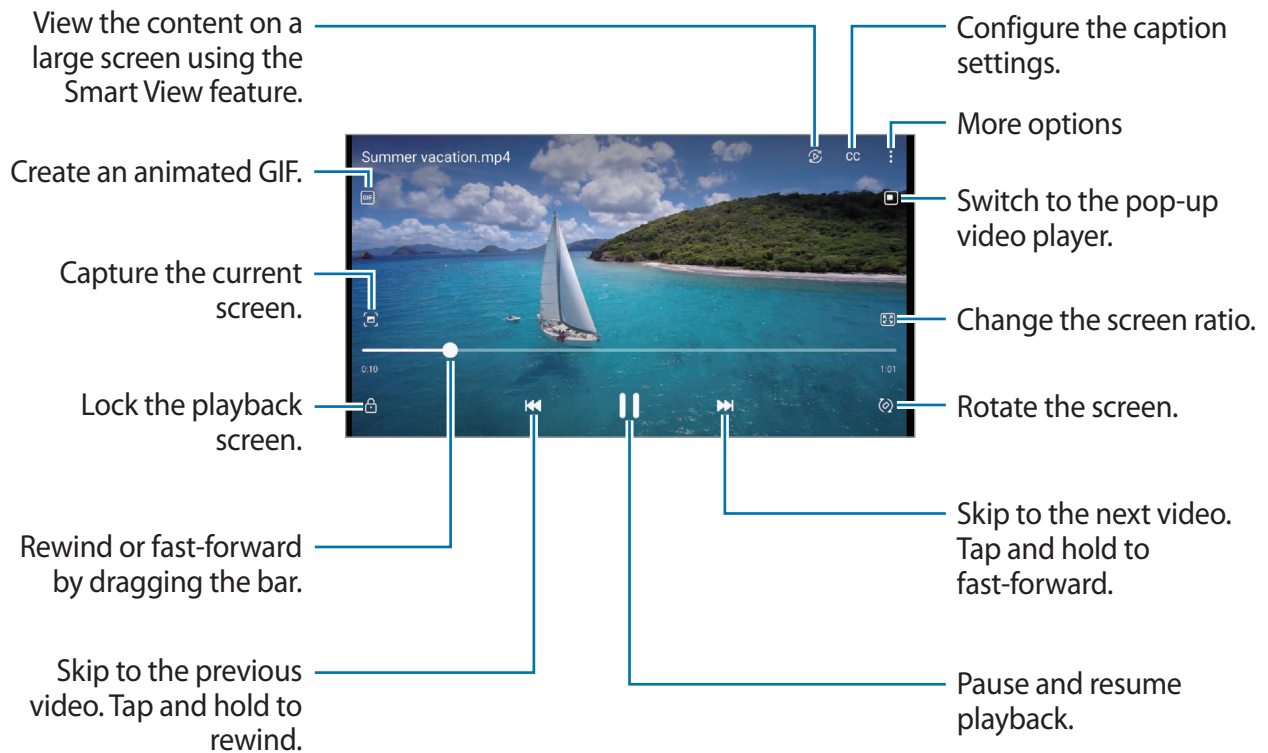 View the content on a
large screen using the
Smart View feature.
Configure the caption
settings.
More options
Create an animated GIF.
Summer vacation.mp4
CC
GIF
Switch to the pop-up
video player.
Capture the current
screen.
Change the screen ratio.
0:10
1:01
Lock the playback
screen.
Rotate the screen.
Rewind or fast-forward
by dragging the bar.
Skip to the next video.
Tap and hold to
fast-forward.
Skip to the previous
video. Tap and hold to
rewind.
Pause and resume
playback.